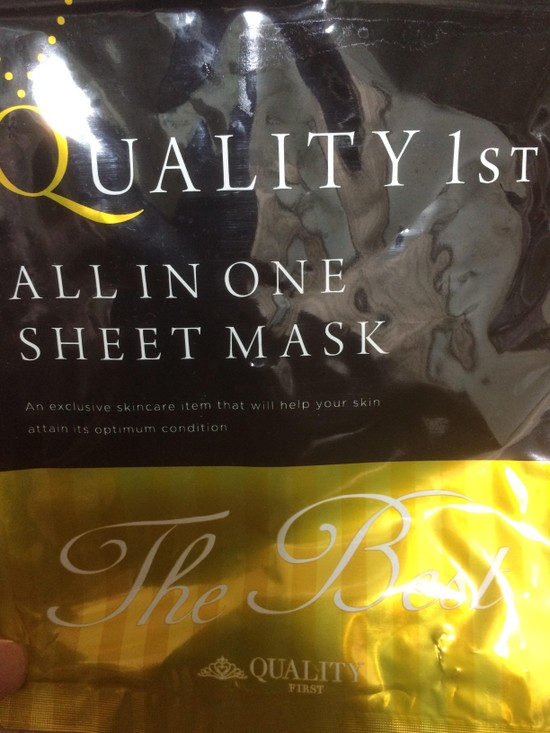 QUALITY 1ST
ALL IN ONE
SHEET MASK
An exclusive skincare item that will help your skin
attain its optimum condition
The Best
QUALITY
FIRST